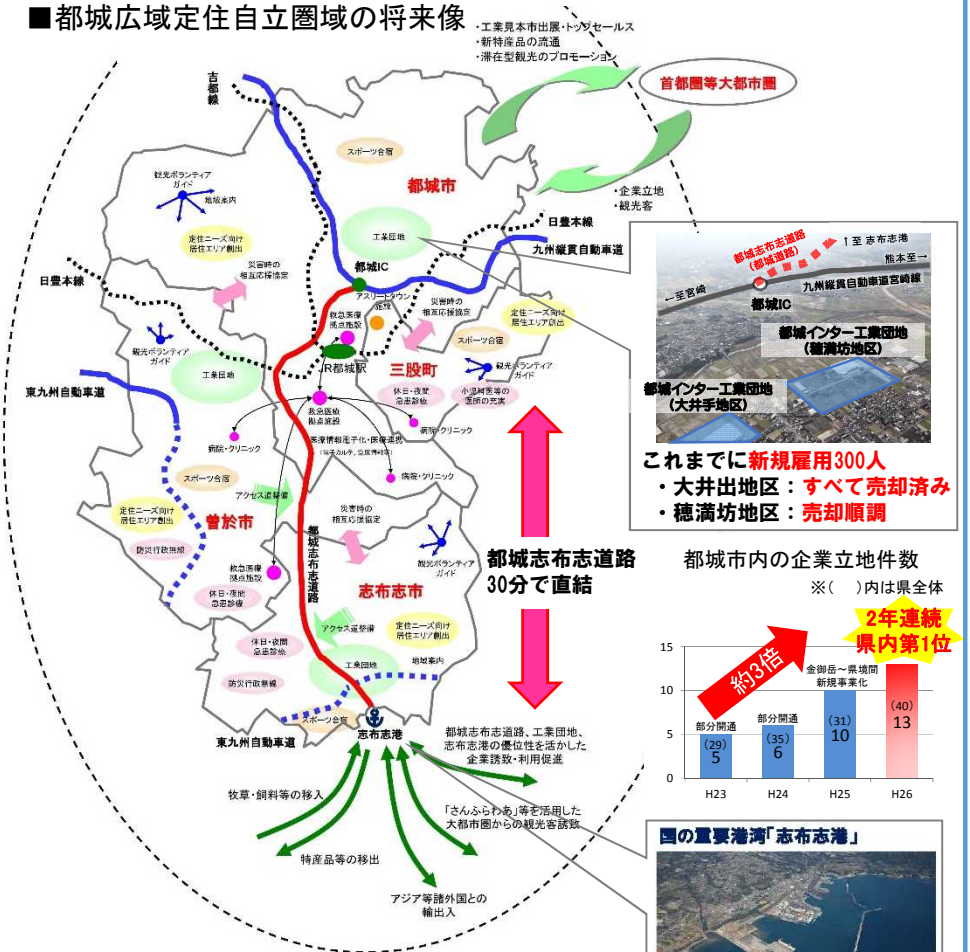 ■都城広域定住自立圏域の将来像
・工業見本市出展・トップセールス
・新特産品の流通
・滞在型観光のプロモーション
首都圏等大都市圏
・企業立地
・観光客
吉都線
スポーツ合宿
都城市
観光ボランティア
ガイド
地域案内
定住ニーズ向け
居住エリア創出
工業団地
日豊本線
九州縦貫自動車道
災害時の
相互応援協定
都城IC
日豊本線
アスリートタウン
施設
救急医療
拠点施設
災害時の
相互応援協定
定住ニーズ向け
居住エリア創出
スポーツ合宿
観光ボランティア
ガイド
JR都城駅
三股町
観光ボランティア
ガイド
工業団地
休日・夜間
急患診療
小児科医等の
医師の充実
東九州自動車道
救急医療
拠点施設
病院・クリニック
病院・クリニック
医療情報電子化・医療連携
病院・クリニック
スポーツ合宿
アクセス道整備
定住ニーズ向け
居住エリア創出
曽於市
災害時の
相互応援協定
防災行政無線
都城志布志道路
観光ボランティア
ガイド
救急医療
拠点施設
休日・夜間
急患診療
志布志市
都城志布志道路
30分で直結
アクセス道整備
定住ニーズ向け
居住エリア創出
休日・夜間
急患診療
工業団地
地域案内
防災行政無線
スポーツ合宿
東九州自動車道
志布志港
都城志布志道路、工業団地、
志布志港の優位性を活かした
企業誘致・利用促進
牧草・飼料等の移入
「さんふらわあ」等を活用した
大都市圏からの観光客誘致
特産品等の移出
アジア等諸外国との
輸出入
都城志布志道路
(都城道路)
↑至 志布志港
熊本至→
←至宮崎
九州縦貫自動車道宮崎線
都城IC
都城インター工業団地
(穂満坊地区)
都城インター工業団地
(大井手地区)
これまでに新規雇用300人
・大井出地区：すべて売却済み
・穂満坊地区：売却順調
都城市内の企業立地件数
※(　)内は県全体
2年連続
県内第1位
約3倍
金御岳～県境間
新規事業化
部分開通
部分開通
15
10
5
0
(29)
5
(35)
6
(31)
10
(40)
13
H23
H24
H25
H26
国の重要港湾「志布志港」